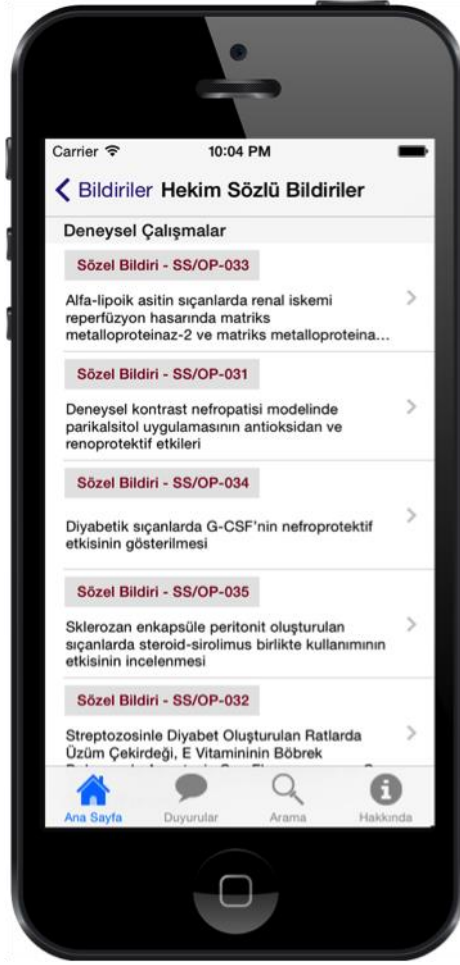 Carrier 10:04 PM
Bildiriler Hekim Sözlü Bildiriler
Deneysel Çalışmalar
Sözel Bildiri - SS/OP-033
Alfa-lipoik asitin sıçanlarda renal iskemi
reperfüzyon hasarında matriks
metalloproteinaz-2 ve matriks metalloproteina...
Sözel Bildiri - SS/OP-031
Deneysel kontrast nefropatisi modelinde
parikalsitol uygulamasının antioksidan ve
renoprotektif etkileri
Sözel Bildiri - SS/OP-034
Diyabetik sıçanlarda G-CSF'nin nefroprotektif
etkisinin gösterilmesi
Sözel Bildiri - SS/OP-035
Sklerozan enkapsüle peritonit oluşturulan
sıçanlarda steroid-sirolimus birlikte kullanımının
etkisinin incelenmesi
Sözel Bildiri - SS/OP-032
Streptozosinle Diyabet Oluşturulan Ratlarda
Üzüm Çekirdeği, E Vitamininin Böbrek
Ana Sayfa Duyurular Arama Hakkında